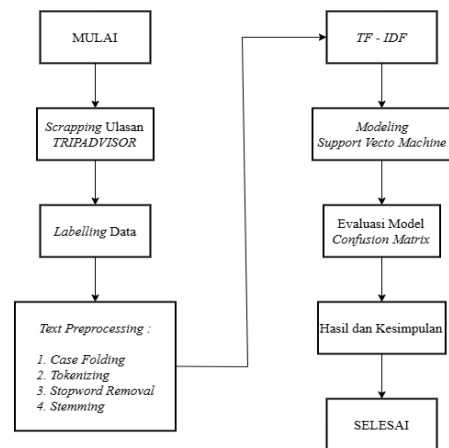 MULAI
Scrapping Ulasan
TRIPADVISOR
Labelling Data
Text Preprocessing :
1. Case Folding
2. Tokenizing
3. Stopword Removal
4. Stemming
TF - IDF
Modeling
Support Vecto Machine
Evaluasi Model
Confusion Matrix
Hasil dan Kesimpulan
SELESAI